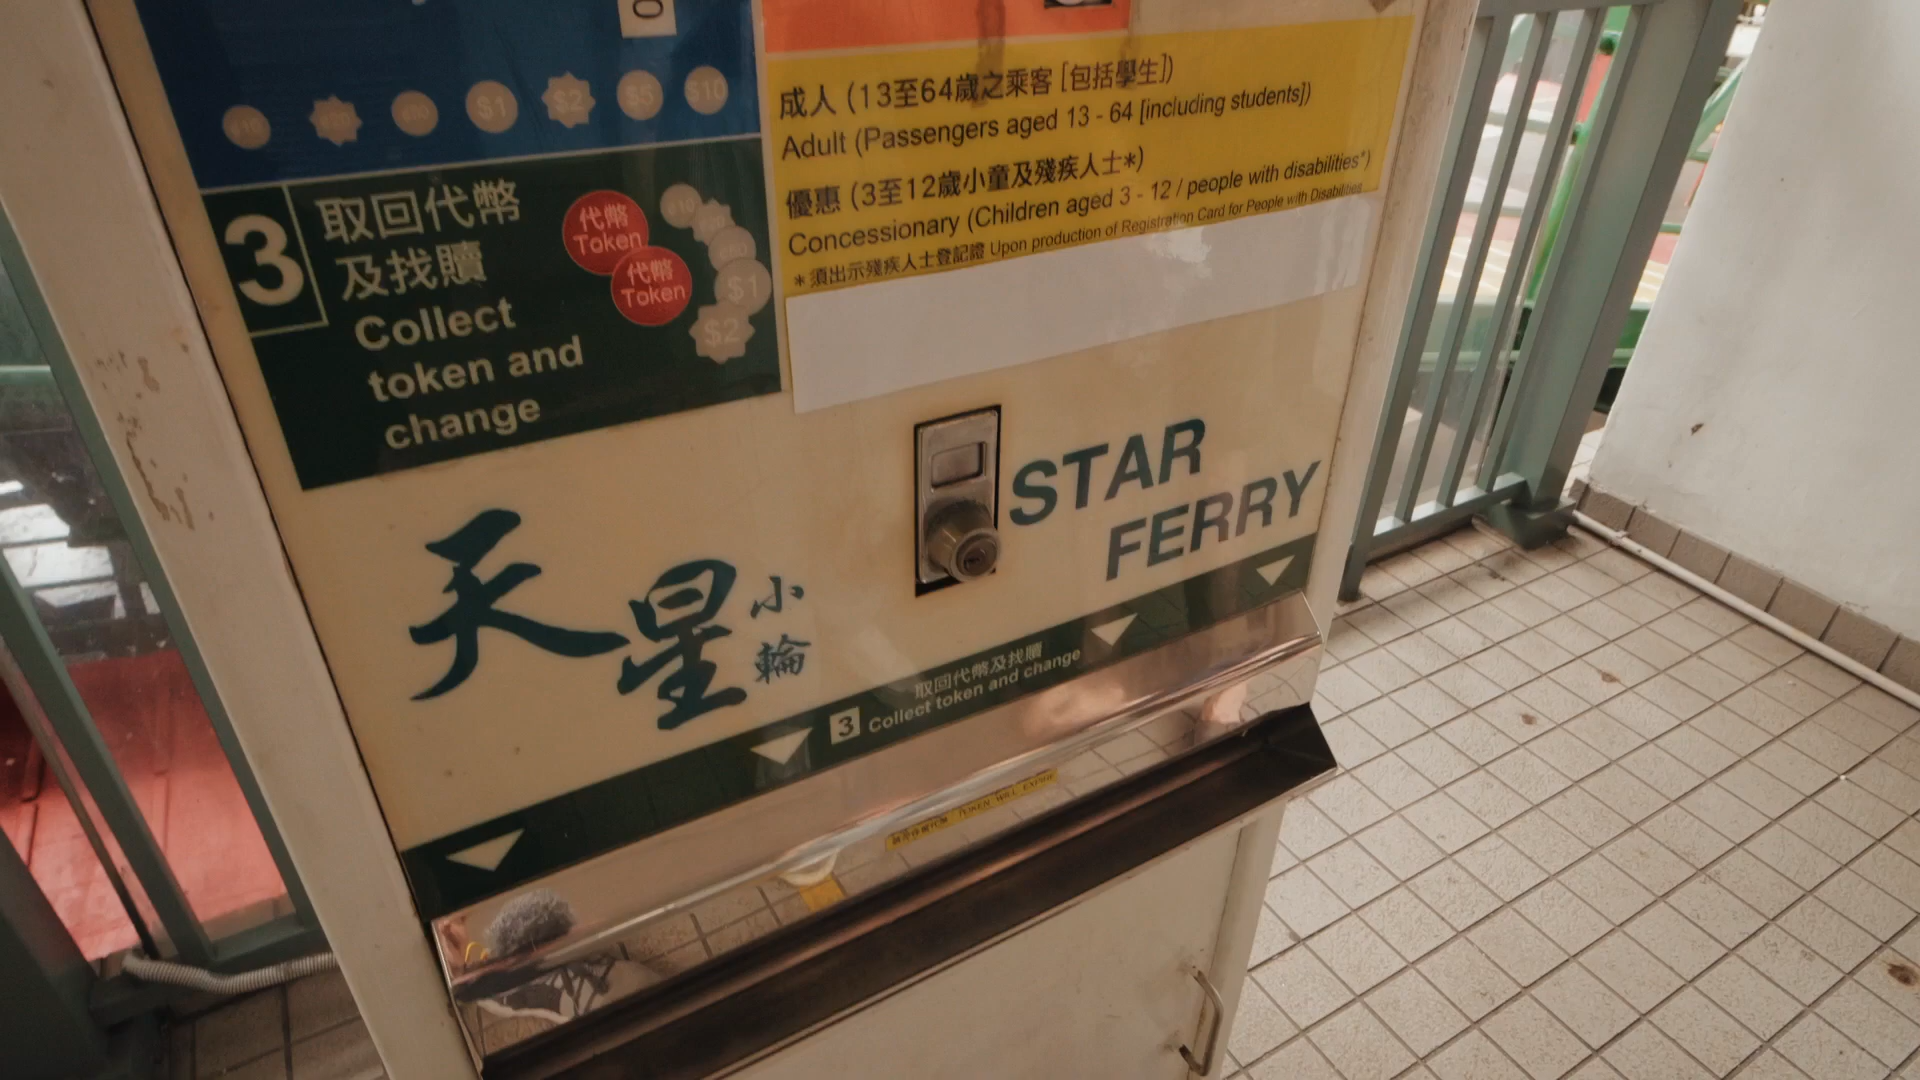 $1
$2
$5
$10
成人 (13至64歲之乘客 [包括學生])
Adult (Passengers aged 13 - 64 [including students])
優惠 (3至12歲小童及殘疾人士*)
Concessionary (Children aged 3 - 12 / people with disabilities*)
* 須出示殘疾人士登記證 Upon production of Registration Card for People with Disabilities
3
取回代幣
及找贖
Collect
token and
change
代幣
Token
代幣
Token
$1
$2
STAR
FERRY
天星小輪
取回代幣及找贖
3 Collect token and change
TOKEN WILL EXPIRE